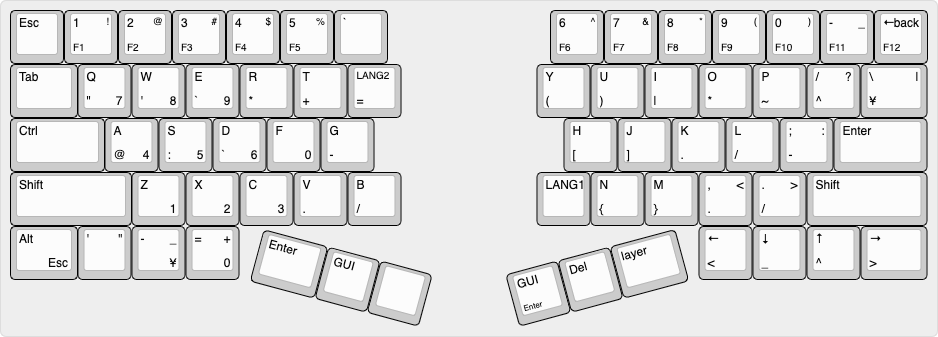 Esc 1 ! 2 @ 3 # 4 $ 5 % `
F1 F2 F3 F4 F5
6 ^ 7 & 8 * 9 ( 0 ) - _ ←back
F6 F7 F8 F9 F10 F11 F12
Tab Q W E R T LANG2
" 7 ' 8 ` 9 * + =
Y U I O P / ? \ |
( ) | * ~ ^ ¥
Ctrl A S D F G
@ 4 : 5 ` 6 0 -
H J K L ; : Enter
[ ] . / -
Shift Z X C V B
1 2 3 . /
LANG1 N M , < . > Shift
{ } . /
Alt ' " - _ = +
Esc ¥ 0
Enter GUI
GUI Del layer
Enter
← ↓ ↑ →
< _ ^ >